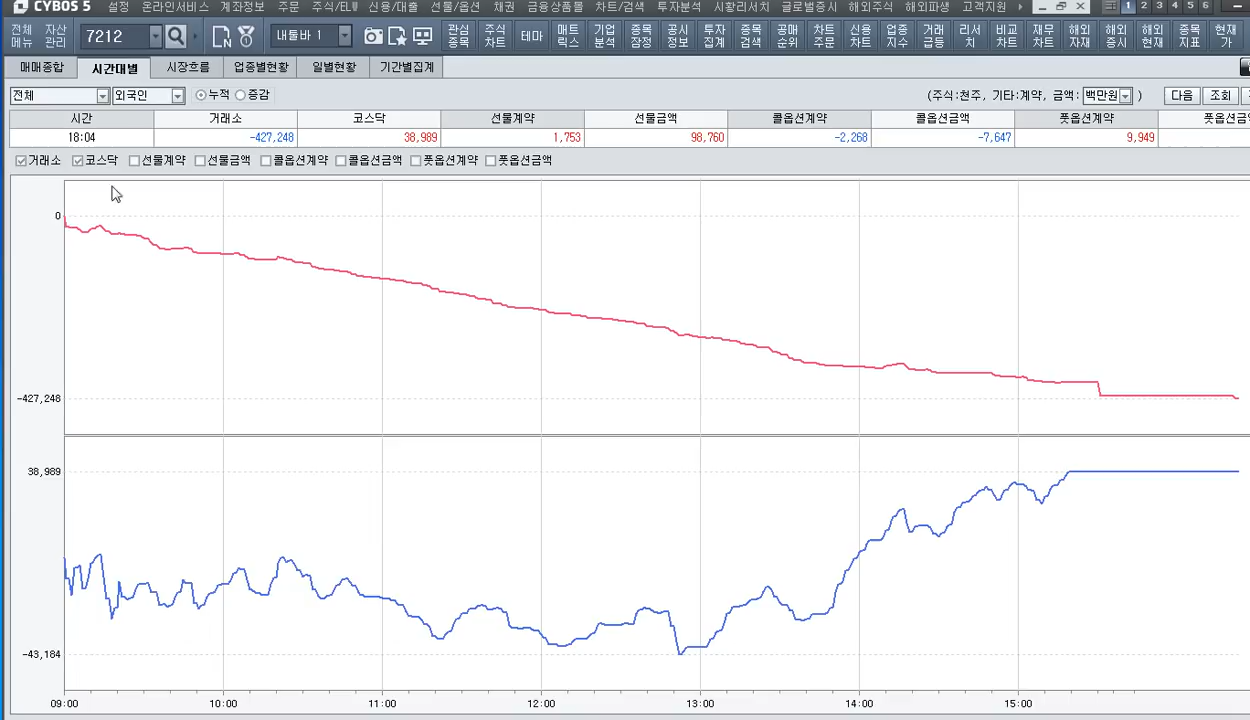 CYBOS 5 설정 온라인서비스 계좌정보 주문 주식/ELW 신용/대출 선물/옵션 채권 금융상품몰 차트/검색 투자분석 시황리서치 글로벌증시 해외주식 해외파생 고객지원 1 2 3 4 5 6
전체 메뉴 자산 관리 7212 내툴바 1 관심 종목 주식 차트 테마 매트 릭스 기업 분석 종목 잠정 공시 정보 투자 집계 종목 검색 공매 순위 차트 주문 거래 급등 신용 차트 업종 지수 리서 치 비교 차트 재무 차트 해외 자재 해외 증시 해외 현재 종목 지표 현재 가
매매종합 시간대별 시장흐름 업종별현황 일별현황 기간별집계
전체 외국인 누적 증감 (주식:천주, 기타:계약, 금액: 백만원 ) 다음 조회
시간 거래소 코스닥 선물계약 선물금액 콜옵션계약 콜옵션금액 풋옵션계약 풋옵션금
18:04 -427,248 38,989 1,753 98,760 -2,268 -7,647 9,949
거래소 코스닥 선물계약 선물금액 콜옵션계약 콜옵션금액 풋옵션계약 풋옵션금액
0
-427,248
38,989
-43,184
09:00 10:00 11:00 12:00 13:00 14:00 15:00